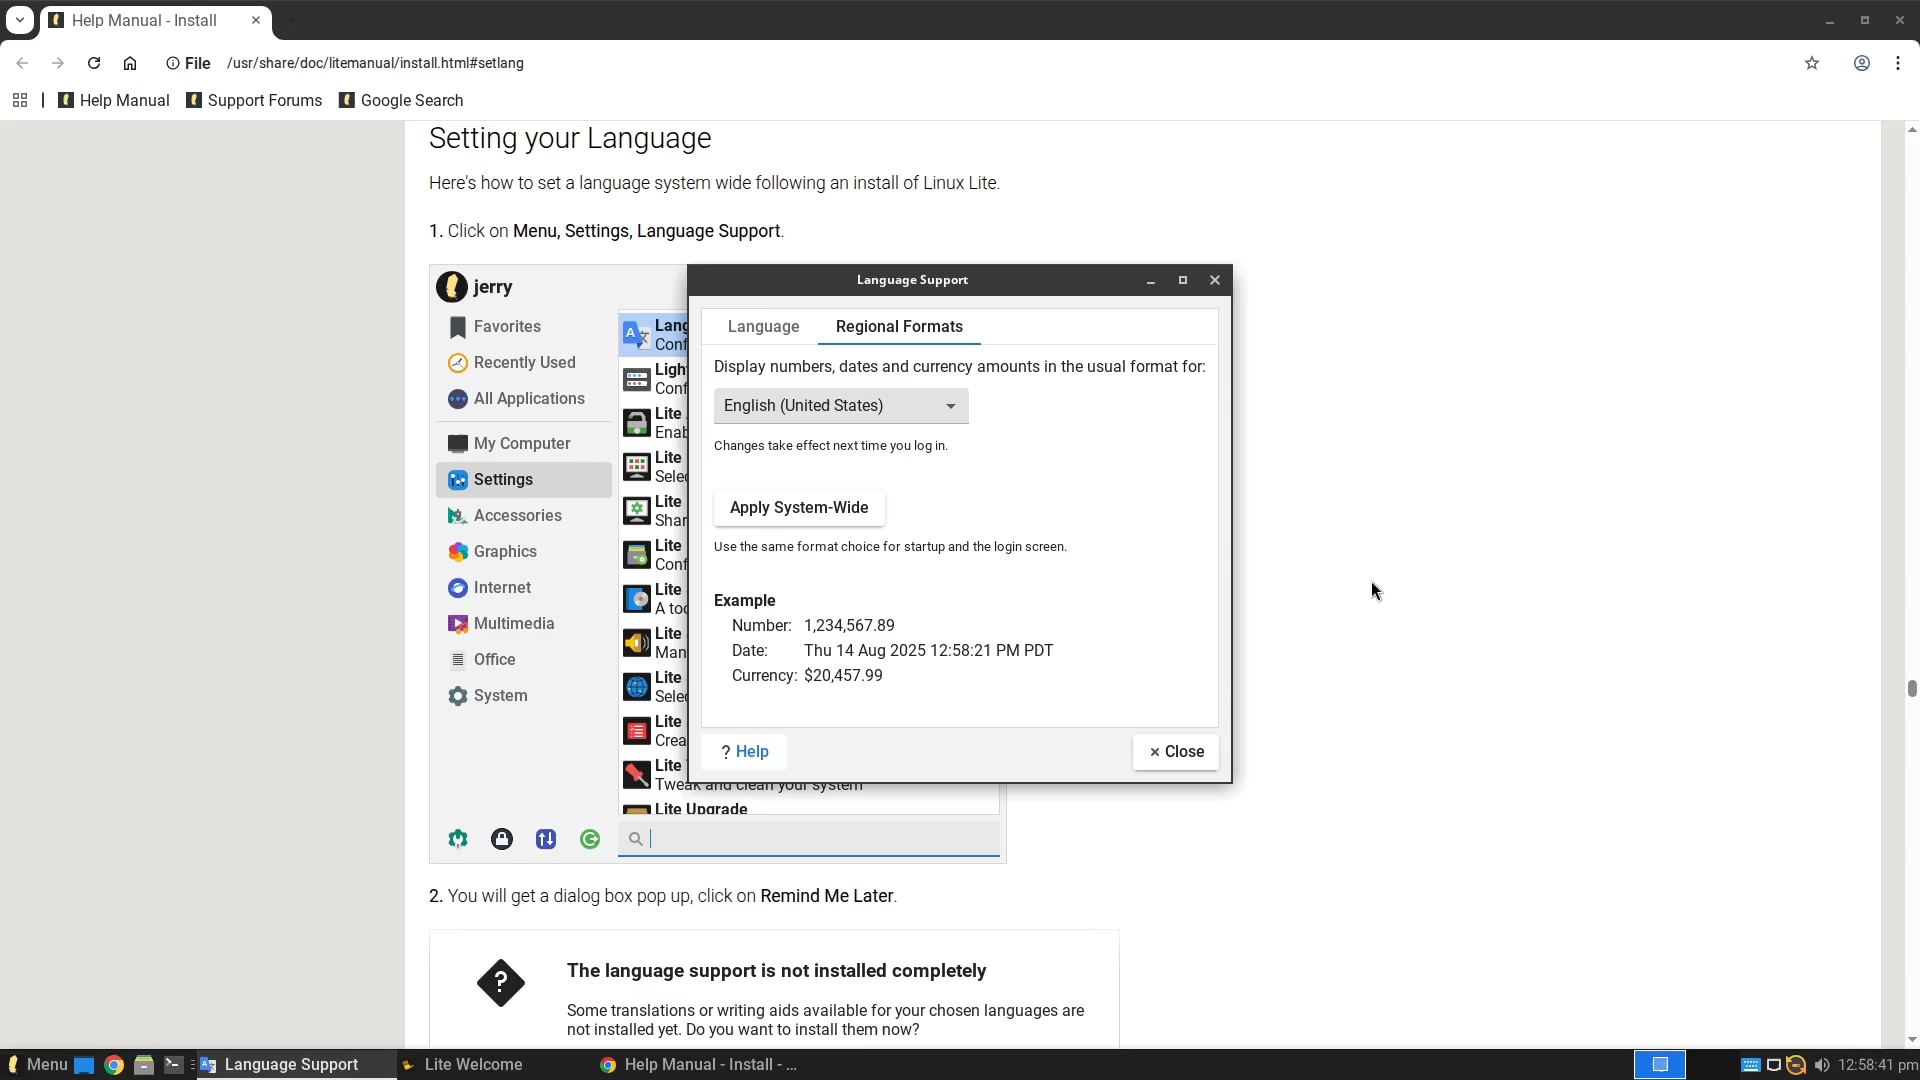 Help Manual - Install
File /usr/share/doc/litemanual/install.html#setlang
Help Manual Support Forums Google Search
Setting your Language
Here's how to set a language system wide following an install of Linux Lite.
1. Click on Menu, Settings, Language Support.
jerry
Favorites
Recently Used
All Applications
My Computer
Settings
Accessories
Graphics
Internet
Multimedia
Office
System
Lang
Conf
Ligh
Conf
Lite
Enab
Lite
Selec
Lite
Shar
Lite
Conf
Lite
A too
Lite
Man
Lite
Selec
Lite
Crea
Lite
Tweak and clean your system
Lite Upgrade
Language Support
Language Regional Formats
Display numbers, dates and currency amounts in the usual format for:
English (United States)
Changes take effect next time you log in.
Apply System-Wide
Use the same format choice for startup and the login screen.
Example
Number: 1,234,567.89
Date: Thu 14 Aug 2025 12:58:21 PM PDT
Currency: $20,457.99
? Help
Close
2. You will get a dialog box pop up, click on Remind Me Later.
?
The language support is not installed completely
Some translations or writing aids available for your chosen languages are
not installed yet. Do you want to install them now?
Menu Language Support Lite Welcome Help Manual - Install - ... 12:58:41 pm